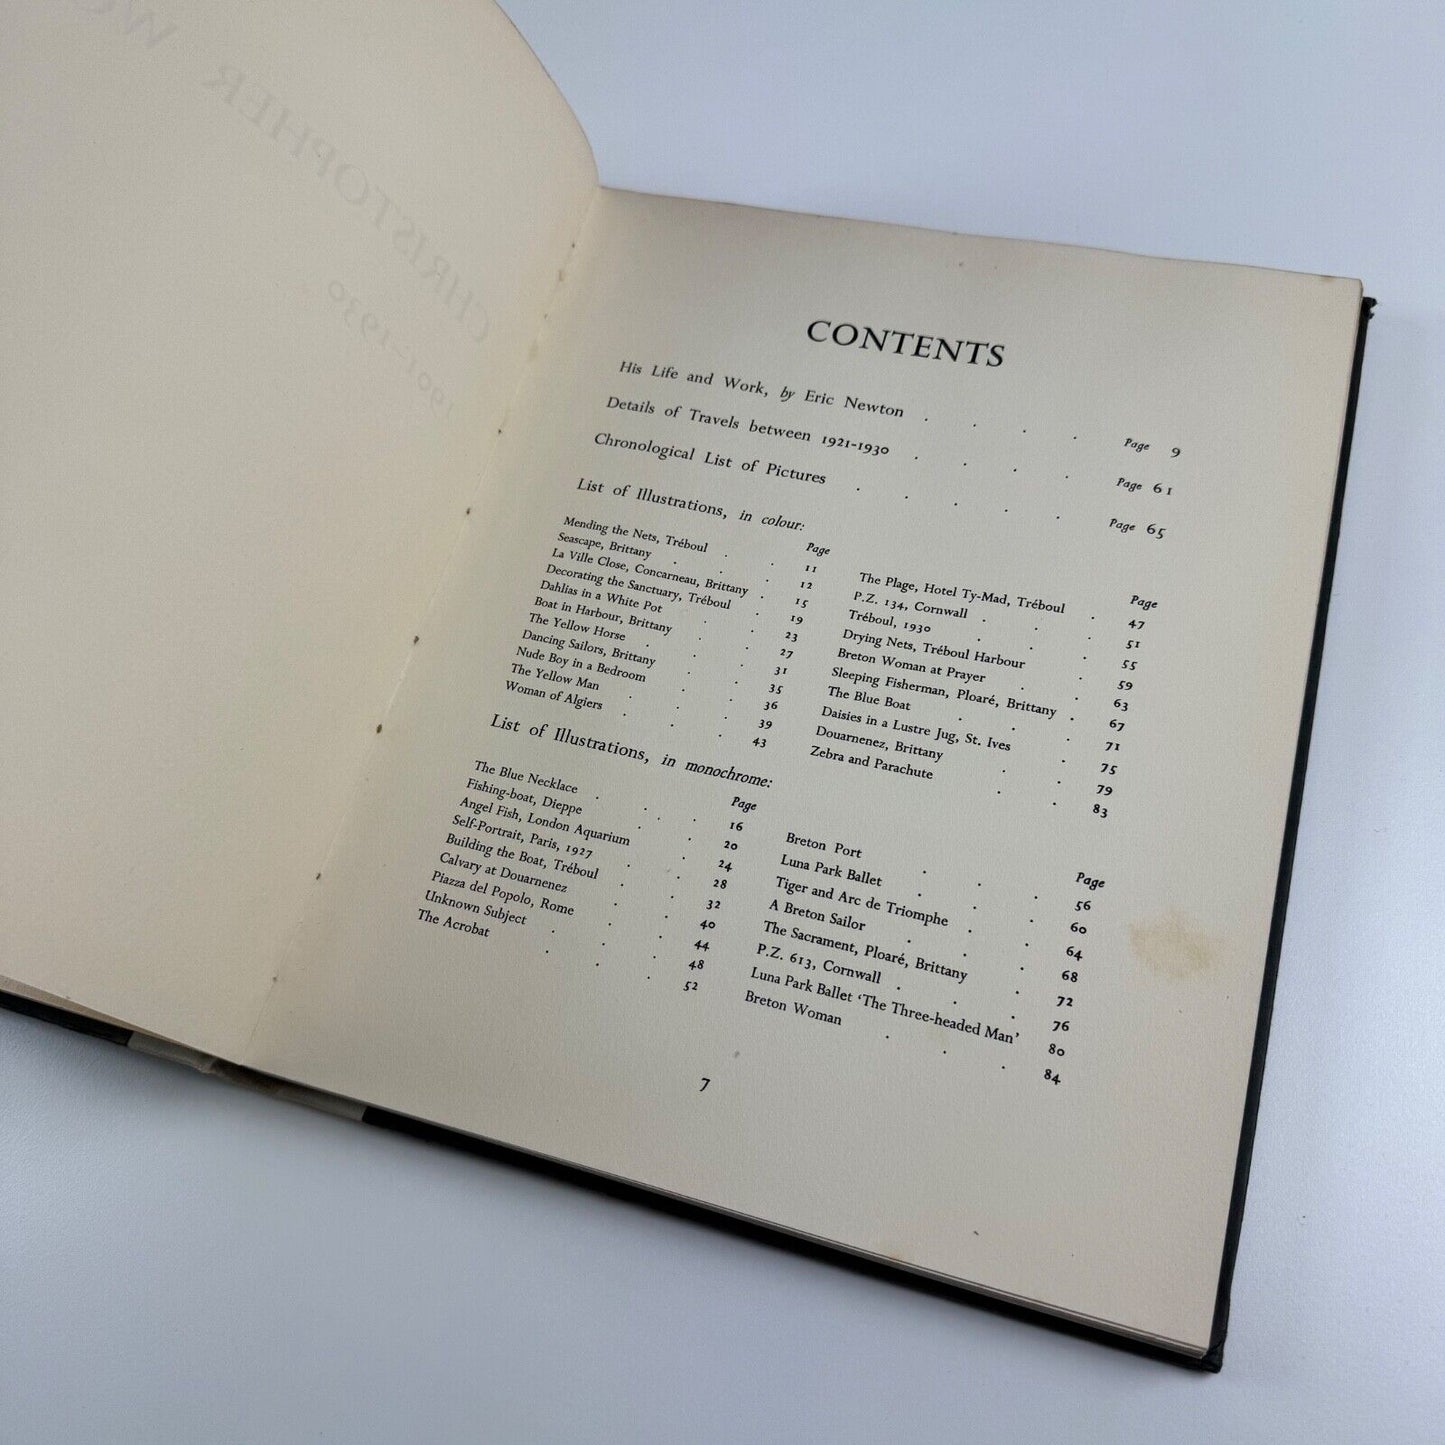 CHRISTOPHER WO
1901-1930
CONTENTS
His Life and Work, by Eric Newton . . . . Page 9
Details of Travels between 1921-1930 . . . . Page 61
Chronological List of Pictures . . . . . Page 65
List of Illustrations, in colour:
Page
Mending the Nets, Tréboul . . 11
Seascape, Brittany . . . 12
La Ville Close, Concarneau, Brittany . 15
Decorating the Sanctuary, Tréboul . 19
Dahlias in a White Pot . . 23
Boat in Harbour, Brittany . . 27
The Yellow Horse . . . 31
Dancing Sailors, Brittany . . 35
Nude Boy in a Bedroom . . 36
The Yellow Man . . . 39
Woman of Algiers . . . 43
Page
The Plage, Hotel Ty-Mad, Tréboul . 47
P.Z. 134, Cornwall . . . 51
Tréboul, 1930 . . . 55
Drying Nets, Tréboul Harbour . 59
Breton Woman at Prayer . . 63
Sleeping Fisherman, Ploaré, Brittany . 67
The Blue Boat . . . 71
Daisies in a Lustre Jug, St. Ives . 75
Douarnenez, Brittany . . 79
Zebra and Parachute . . 83
List of Illustrations, in monochrome:
Page
The Blue Necklace . . . 16
Fishing-boat, Dieppe . . 20
Angel Fish, London Aquarium . 24
Self-Portrait, Paris, 1927 . . 28
Building the Boat, Tréboul . . 32
Calvary at Douarnenez . . 40
Piazza del Popolo, Rome . . 44
Unknown Subject . . . 48
The Acrobat . . . 52
Page
Breton Port . . . 56
Luna Park Ballet . . . 60
Tiger and Arc de Triomphe . . 64
A Breton Sailor . . . 68
The Sacrament, Ploaré, Brittany . 72
P.Z. 613, Cornwall . . . 76
Luna Park Ballet ‘The Three-headed Man’ 80
Breton Woman . . . 84
7